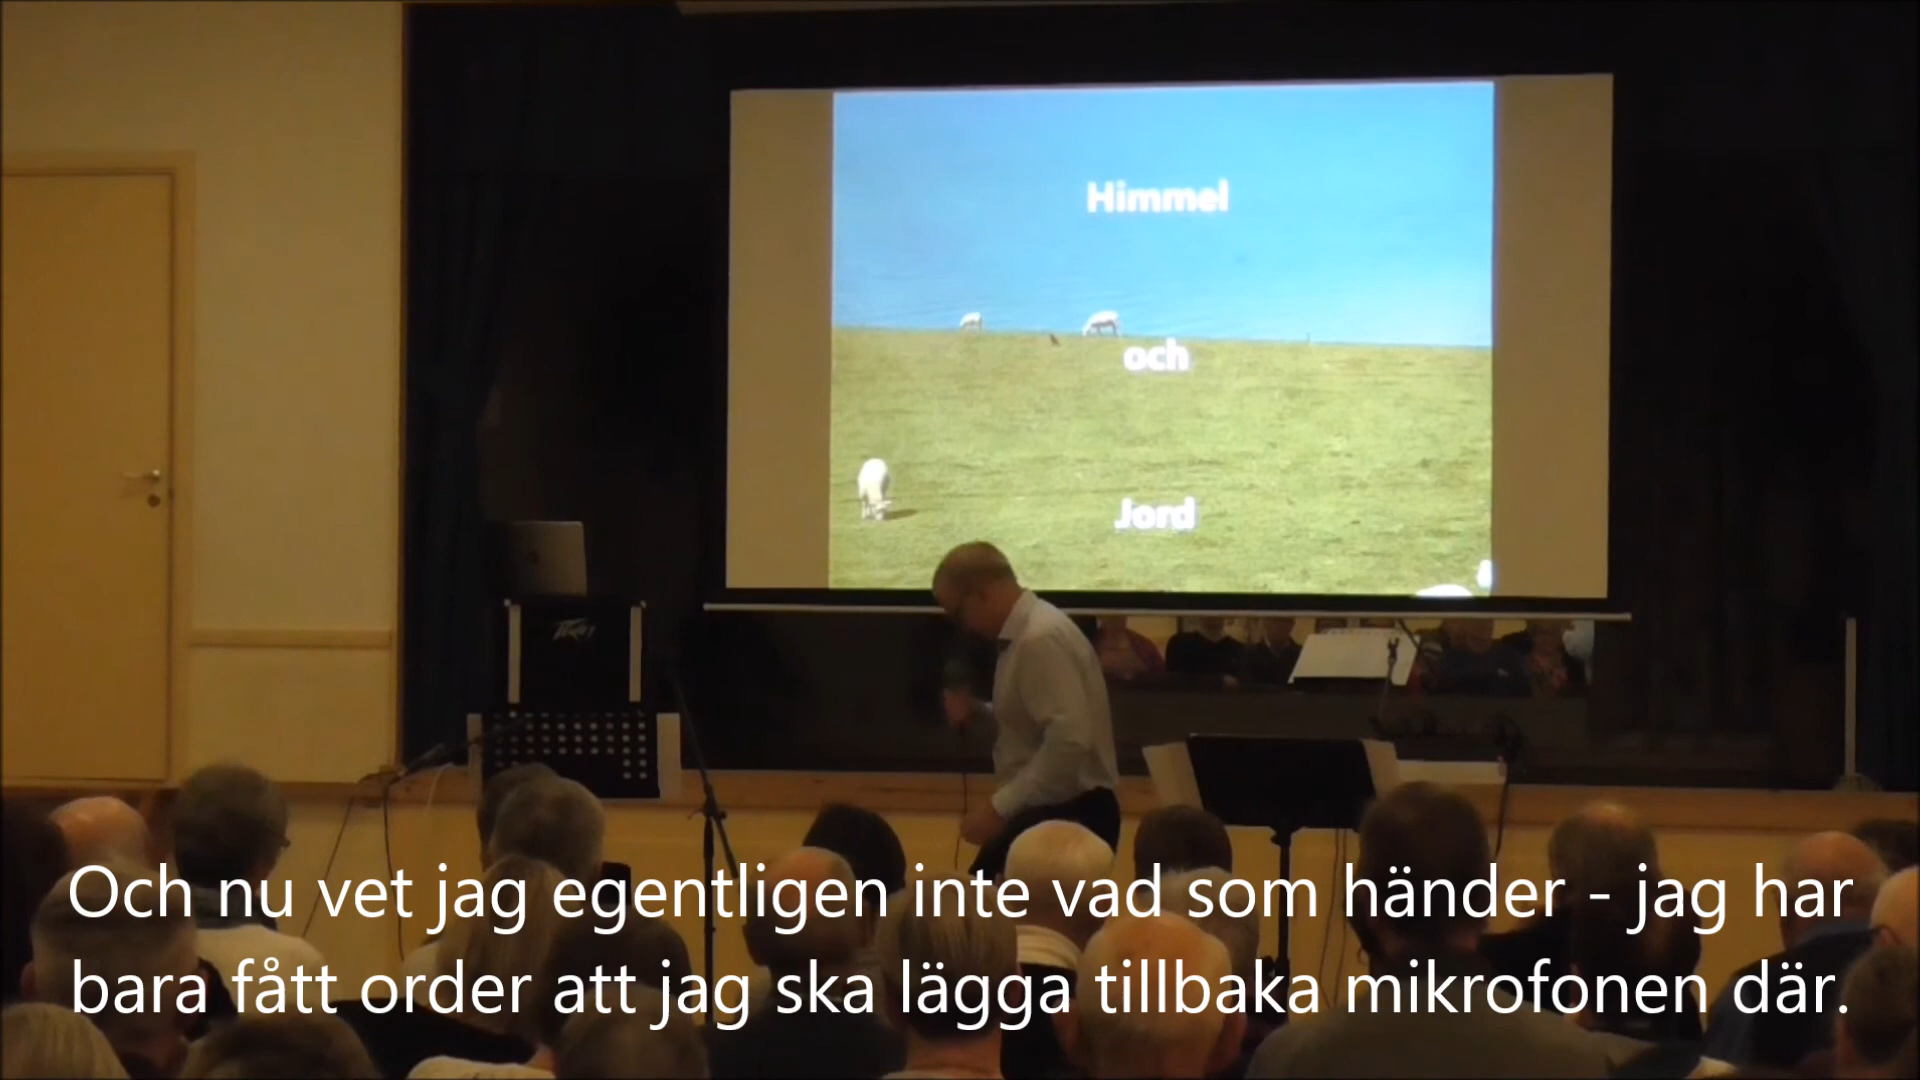 Himmel
och
Jord
Peavey
Och nu vet jag egentligen inte vad som händer - jag har
bara fått order att jag ska lägga tillbaka mikrofonen där.